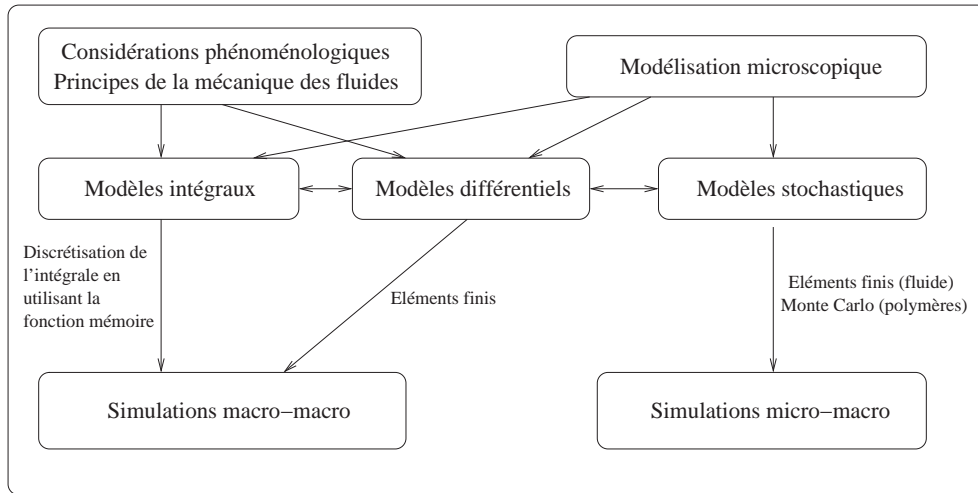 Considérations phénoménologiques
Principes de la mécanique des fluides
Modélisation microscopique
Modèles intégraux
Modèles différentiels
Modèles stochastiques
Discrétisation de
l'intégrale en
utilisant la
fonction mémoire
Eléments finis
Eléments finis (fluide)
Monte Carlo (polymères)
Simulations macro−macro
Simulations micro−macro